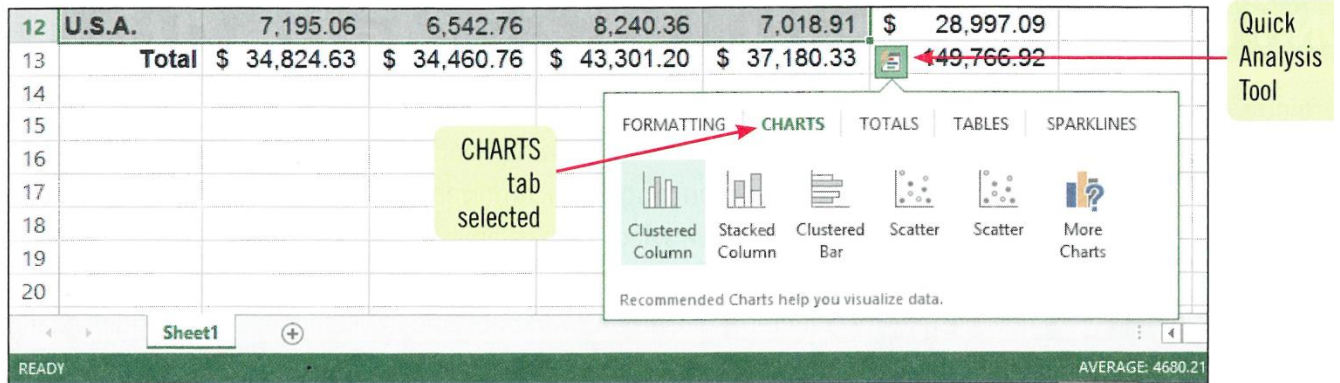 12 U.S.A. 7,195.06 6,542.76 8,240.36 7,018.91 $ 28,997.09
13 Total $ 34,824.63 $ 34,460.76 $ 43,301.20 $ 37,180.33 149,766.92
Quick
Analysis
Tool
14
15
16
17
18
19
20
CHARTS
tab
selected
FORMATTING CHARTS TOTALS TABLES SPARKLINES
Clustered Column
Stacked Column
Clustered Bar
Scatter
Scatter
More Charts
Recommended Charts help you visualize data.
Sheet1
READY AVERAGE: 4680.21